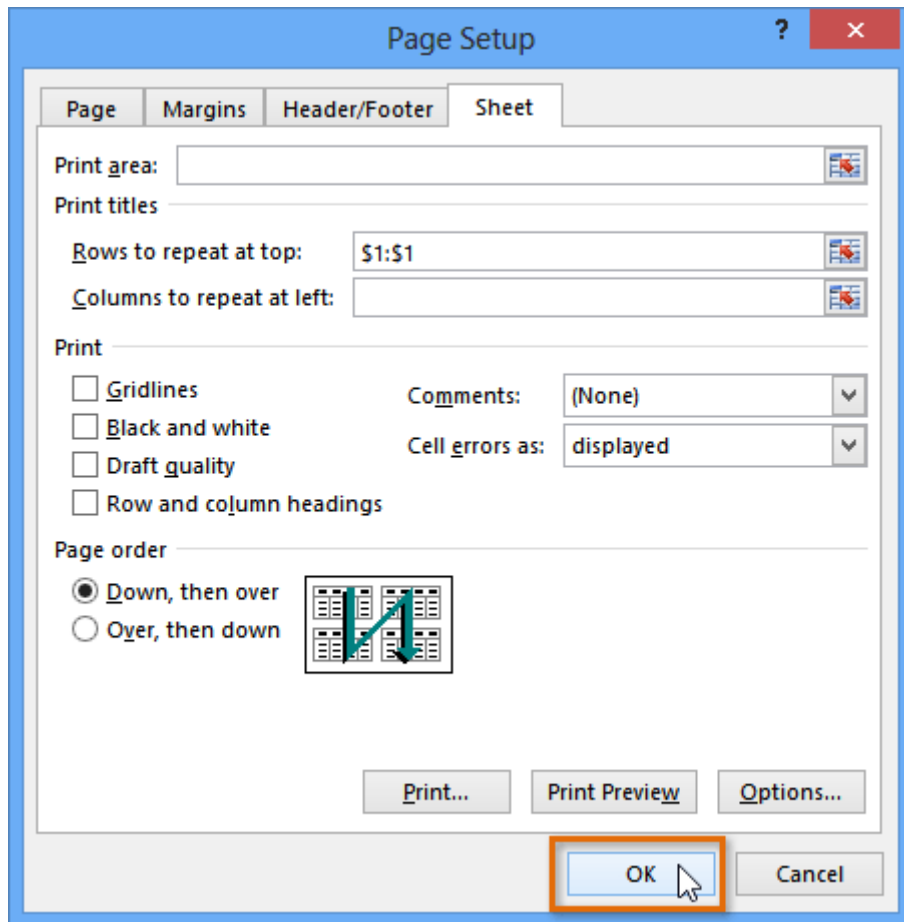 Page Setup ?
Page Margins Header/Footer Sheet
Print area:
Print titles
Rows to repeat at top: $1:$1
Columns to repeat at left:
Print
Gridlines Comments: (None)
Black and white
Cell errors as: displayed
Draft quality
Row and column headings
Page order
Down, then over
Over, then down
Print... Print Preview Options...
OK Cancel